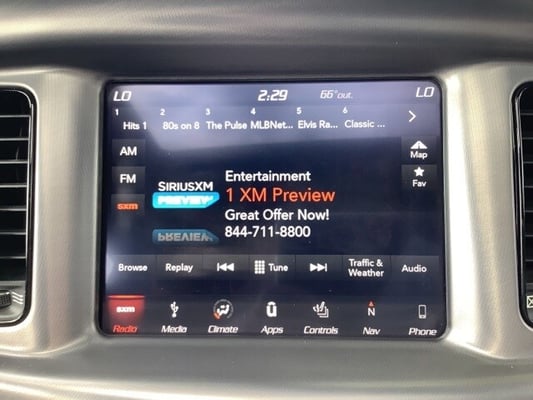 LO 2:29 66° out. LO
1 2 3 4 5 6
Hits 1 80s on 8 The Pulse MLBNet... Elvis Ra... Classic ...
AM
Map
FM
Fav
sxm
SIRIUSXM
PREVIEW
Entertainment
1 XM Preview
Great Offer Now!
844-711-8800
Browse Replay Tune Traffic & Weather Audio
sxm
N
Radio Media Climate Apps Controls Nav Phone